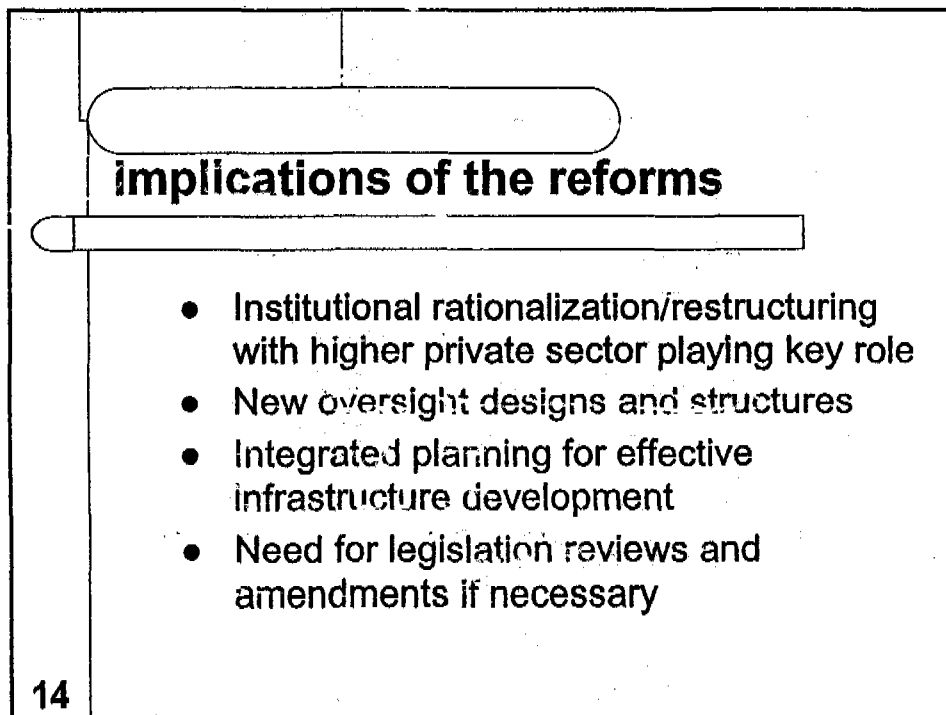 implications of the reforms
● Institutional rationalization/restructuring
with higher private sector playing key role
● New oversight designs and structures
● Integrated planning for effective
infrastructure development
● Need for legislation reviews and
amendments if necessary
14